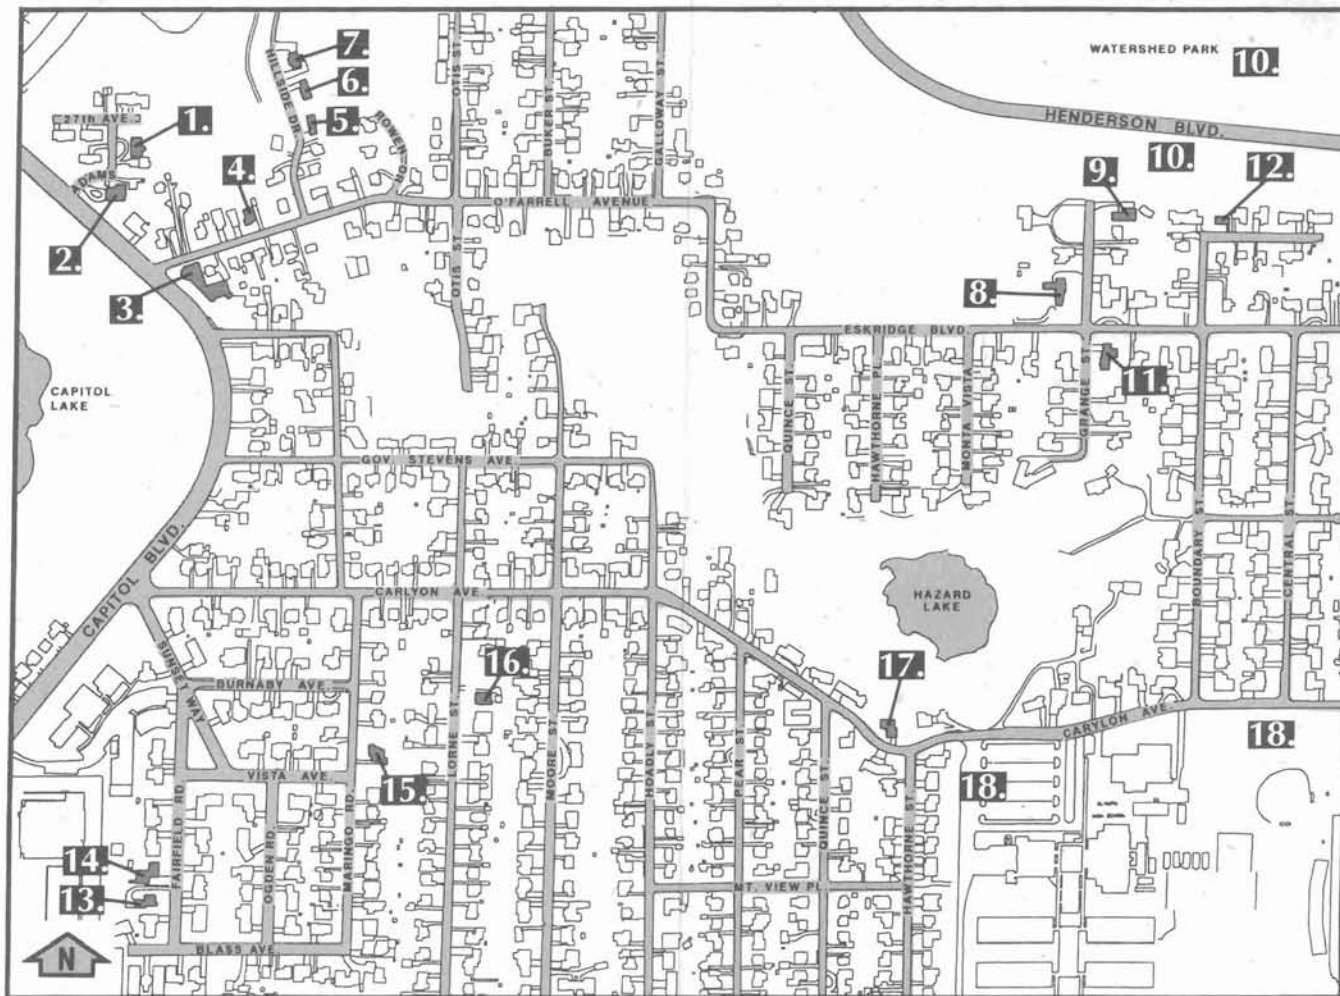 WATERSHED PARK
10.
HENDERSON BLVD.
10.
7.
6.
5.
HILLSIDE DR.
OTIS ST.
BUKER ST.
GALLOWAY ST.
27th AVE.
1.
ADAMS
2.
4.
ROWEN
3.
O'FARRELL AVENUE
OTIS ST.
9.
12.
8.
ESKRIDGE BLVD.
11.
QUINCE ST.
HAWTHORNE PL.
MONTA VISTA
GRANGE ST.
CAPITOL
LAKE
GOV. STEVENS AVE.
CAPITOL BLVD.
BOUNDARY ST.
CENTRAL ST.
HAZARD
LAKE
CARLYON AVE.
SUNSET WAY
BURNABY AVE.
16.
17.
LORNE ST.
MOORE ST.
HOADLY ST.
PEAR ST.
QUINCE ST.
HAWTHORNE ST.
CARYLON AVE.
18.
18.
15.
VISTA AVE.
FAIRFIELD RD.
OGDEN RD.
MARINGO RD.
14.
13.
MT. VIEW PL.
BLASS AVE.
N